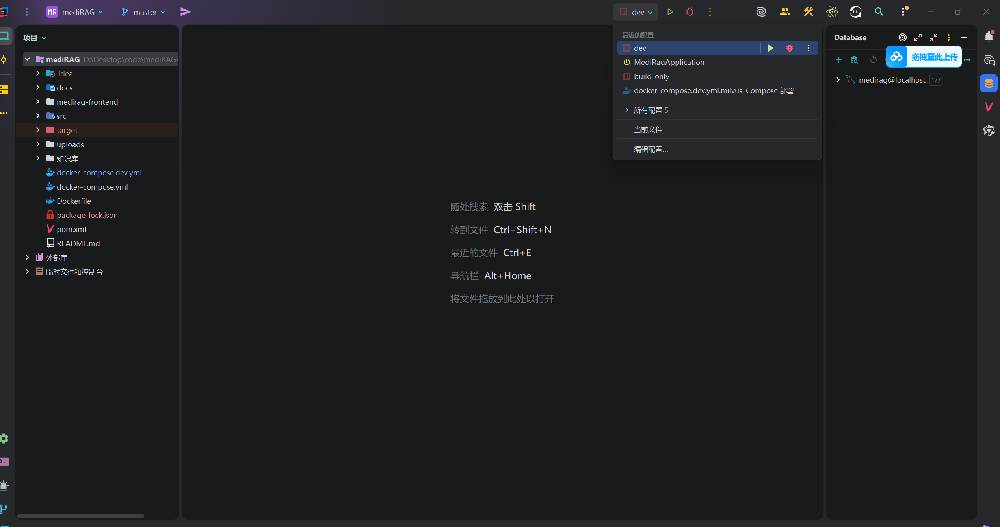 MR mediRAG master dev
项目
mediRAG D:\Desktop\code\mediRAG\
.idea
docs
medirag-frontend
src
target
uploads
知识库
docker-compose.dev.yml
docker-compose.yml
Dockerfile
package-lock.json
pom.xml
README.md
外部库
临时文件和控制台
最近的配置
dev
MediRagApplication
build-only
docker-compose.dev.yml.milvus: Compose 部署
所有配置 5
当前文件
编辑配置...
随处搜索 双击 Shift
转到文件 Ctrl+Shift+N
最近的文件 Ctrl+E
导航栏 Alt+Home
将文件拖放到此处以打开
Database
拖拽至此上传
medirag@localhost 1/7